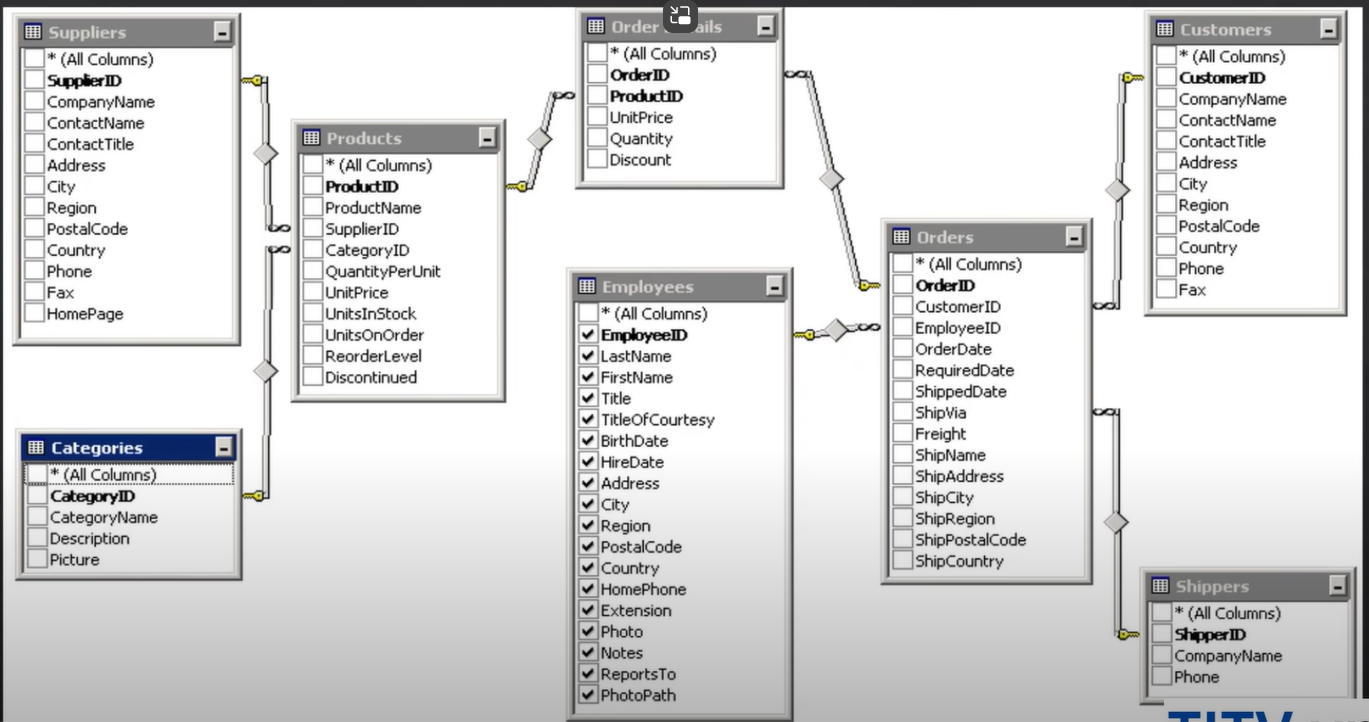 Suppliers
* (All Columns)
SupplierID
CompanyName
ContactName
ContactTitle
Address
City
Region
PostalCode
Country
Phone
Fax
HomePage
Categories
* (All Columns)
CategoryID
CategoryName
Description
Picture
Products
* (All Columns)
ProductID
ProductName
SupplierID
CategoryID
QuantityPerUnit
UnitPrice
UnitsInStock
UnitsOnOrder
ReorderLevel
Discontinued
Order
* (All Columns)
OrderID
ProductID
UnitPrice
Quantity
Discount
Employees
* (All Columns)
EmployeeID
LastName
FirstName
Title
TitleOfCourtesy
BirthDate
HireDate
Address
City
Region
PostalCode
Country
HomePhone
Extension
Photo
Notes
ReportsTo
PhotoPath
Orders
* (All Columns)
OrderID
CustomerID
EmployeeID
OrderDate
RequiredDate
ShippedDate
ShipVia
Freight
ShipName
ShipAddress
ShipCity
ShipRegion
ShipPostalCode
ShipCountry
Customers
* (All Columns)
CustomerID
CompanyName
ContactName
ContactTitle
Address
City
Region
PostalCode
Country
Phone
Fax
Shippers
* (All Columns)
ShipperID
CompanyName
Phone